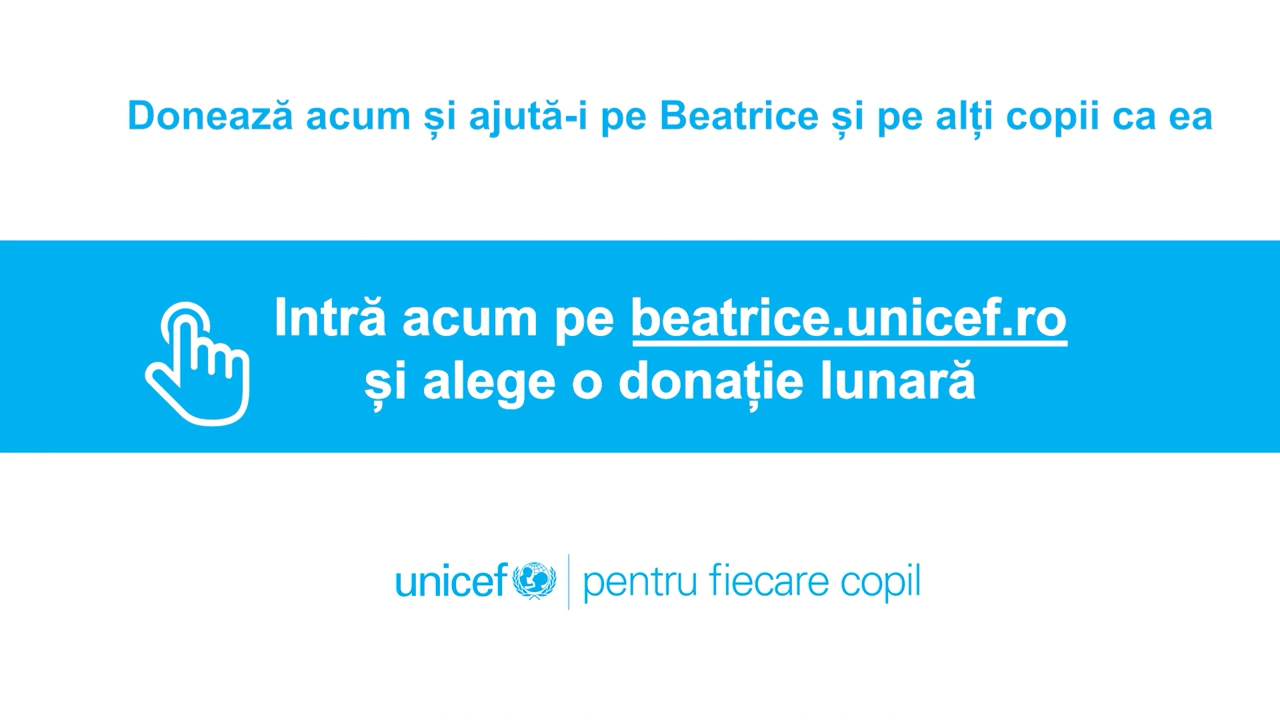 Donează acum și ajută-i pe Beatrice și pe alți copii ca ea
Intră acum pe beatrice.unicef.ro
și alege o donație lunară
unicef pentru fiecare copil